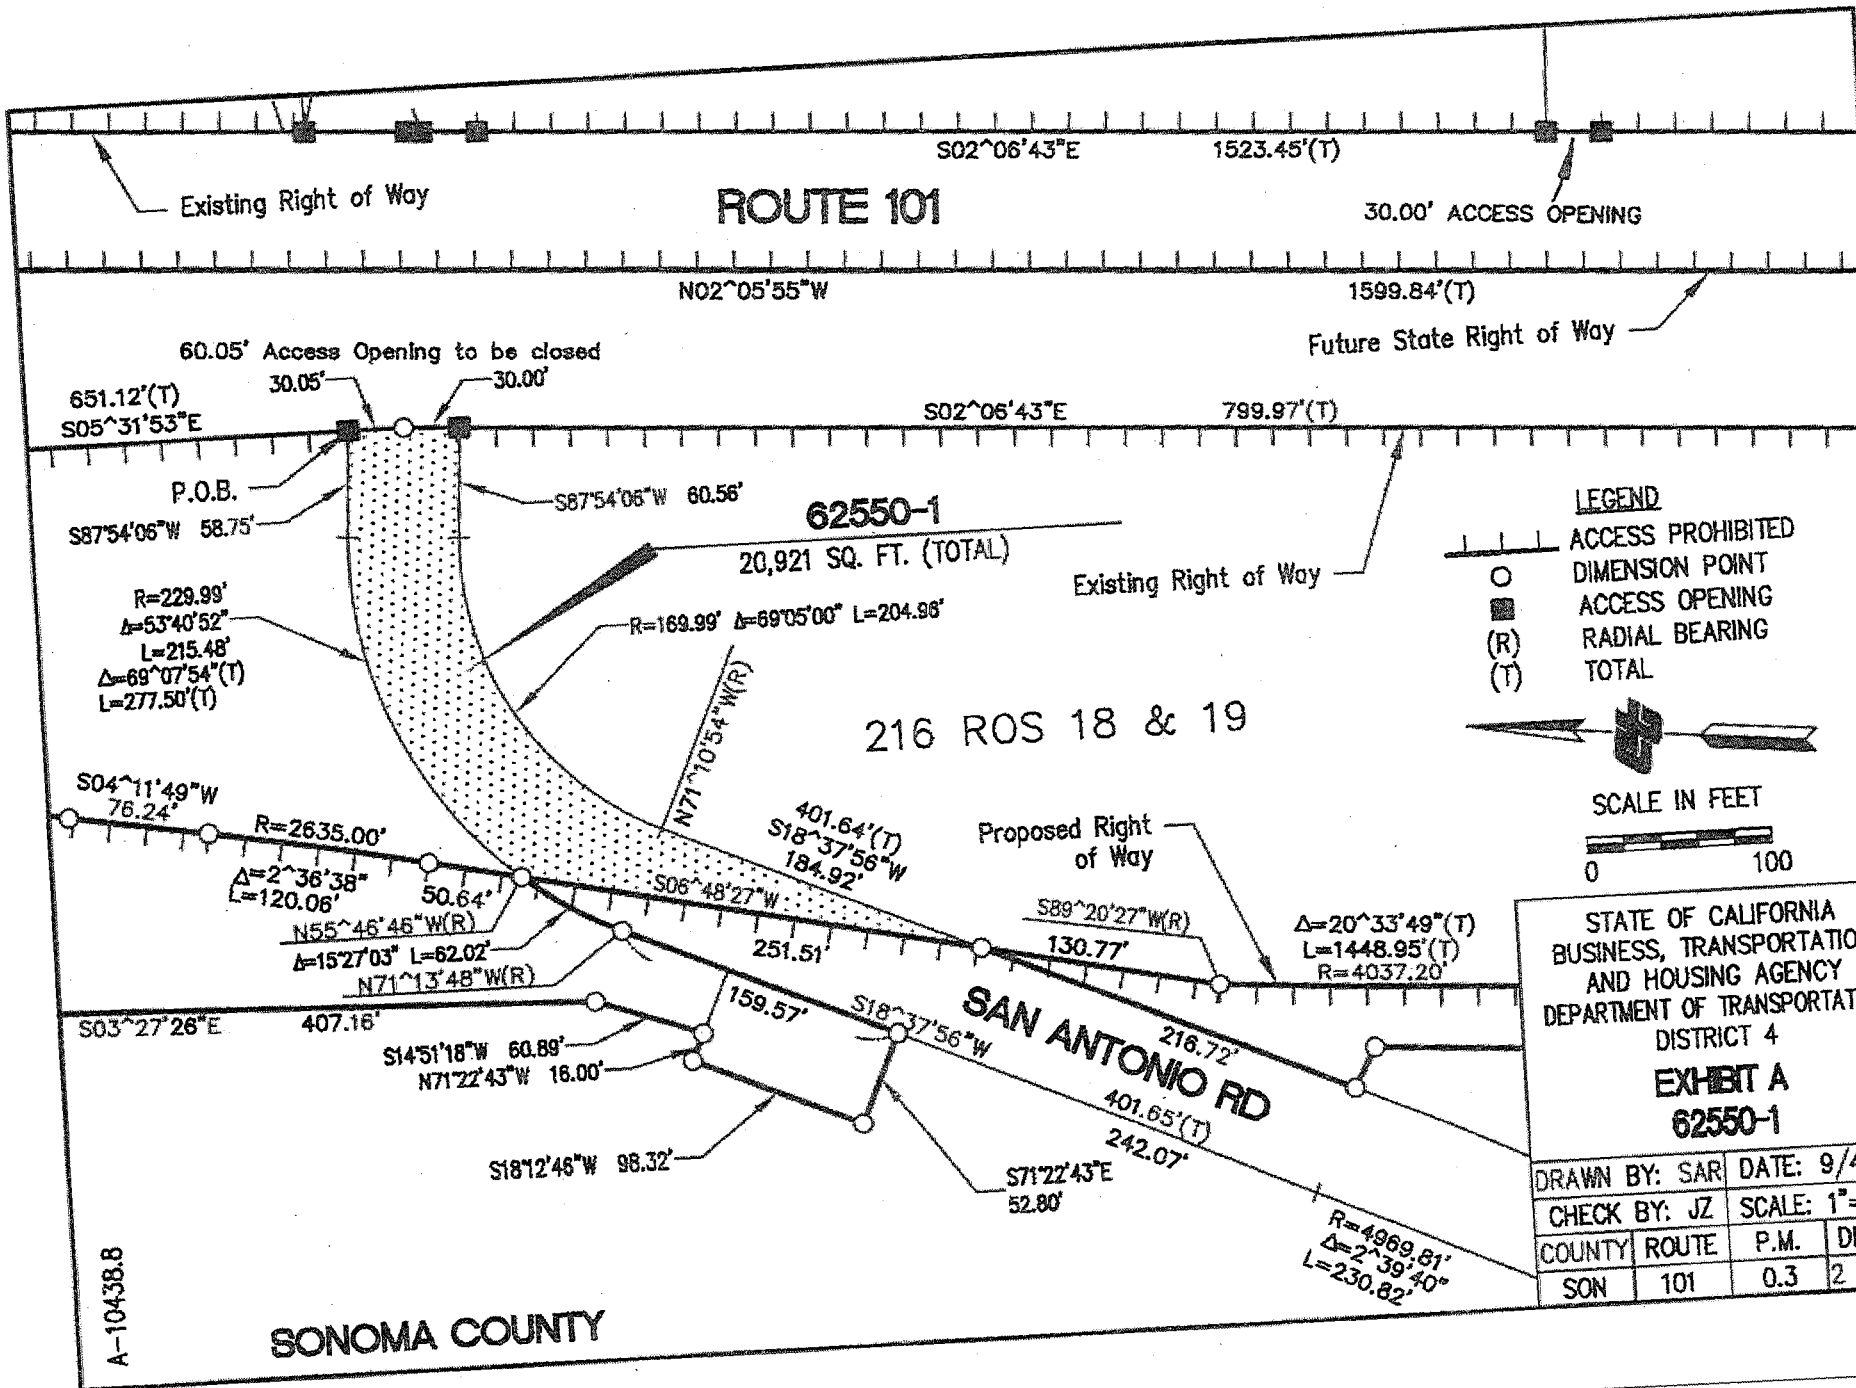 S02^06'43"E 1523.45'(T)
Existing Right of Way
ROUTE 101
30.00' ACCESS OPENING
N02^05'55"W 1599.84'(T)
Future State Right of Way
60.05' Access Opening to be closed
30.05' 30.00'
651.12'(T)
S05^31'53"E
S02^06'43"E 799.97'(T)
P.O.B.
S87°54'06"W 58.75'
S87°54'06"W 60.56'
62550-1
20,921 SQ. FT. (TOTAL)
Existing Right of Way
LEGEND
ACCESS PROHIBITED
DIMENSION POINT
ACCESS OPENING
(R) RADIAL BEARING
(T) TOTAL
R=229.99'
Δ=53°40'52"
L=215.48'
Δ=69^07'54"(T)
L=277.50'(T)
R=169.99' Δ=69°05'00" L=204.96'
N71^10'54"W(R)
216 ROS 18 & 19
SCALE IN FEET
0 100
S04^11'49"W
76.24'
R=2635.00'
Δ=2^36'38"
L=120.06'
50.64'
N55^46'46"W(R)
Δ=15°27'03" L=62.02'
N71^13'48"W(R)
S06^48'27"W
251.51'
401.64'(T)
S18^37'56"W
184.92'
Proposed Right
of Way
S89^20'27"W(R)
130.77'
Δ=20^33'49"(T)
L=1448.95'(T)
R=4037.20'
S03^27'26"E 407.16'
S14°51'18"W 60.89'
N71°22'43"W 16.00'
159.57'
S18^37'56"W
SAN ANTONIO RD
216.72'
401.65'(T)
242.07'
S18°12'46"W 98.32'
S71°22'43"E
52.80'
R=4969.81'
Δ=2^39'40"
L=230.82'
STATE OF CALIFORNIA
BUSINESS, TRANSPORTATIO
AND HOUSING AGENCY
DEPARTMENT OF TRANSPORTAT
DISTRICT 4
EXHIBIT A
62550-1
DRAWN BY: SAR DATE: 9/4
CHECK BY: JZ SCALE: 1"=
COUNTY ROUTE P.M.
SON 101 0.3 2
A-10438.8
SONOMA COUNTY